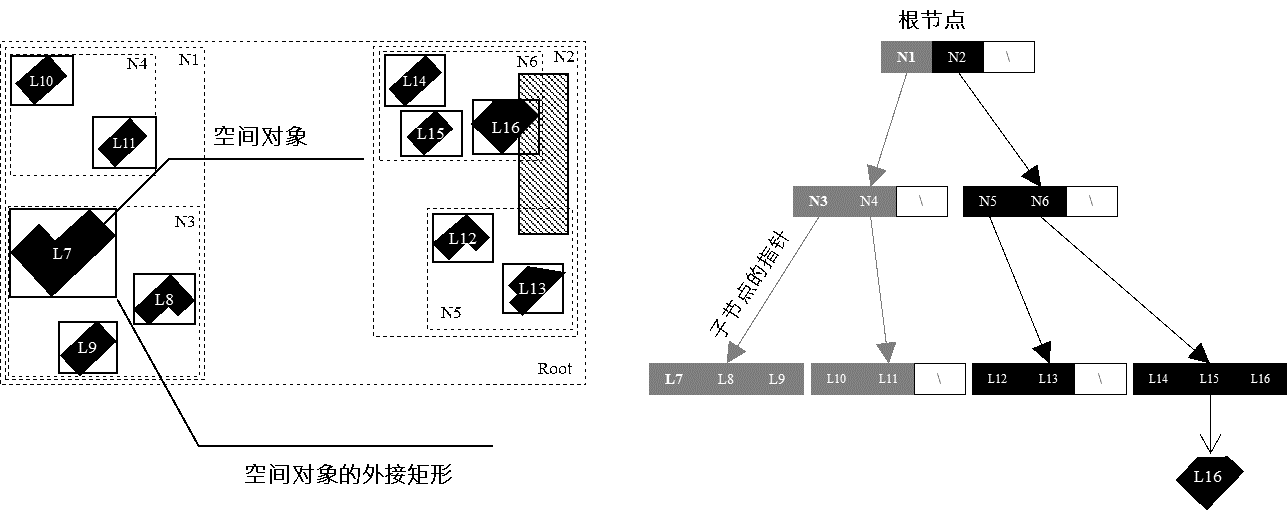 根节点
N1 N2 \
N4
N1
L10
L11
空间对象
N6
N2
L14
L15
L16
N3
L7
L8
L9
L12
L13
N5
Root
空间对象的外接矩形
N3 N4 \
N5 N6 \
子节点的指针
L7 L8 L9
L10 L11 \
L12 L13 \
L14 L15 L16
L16